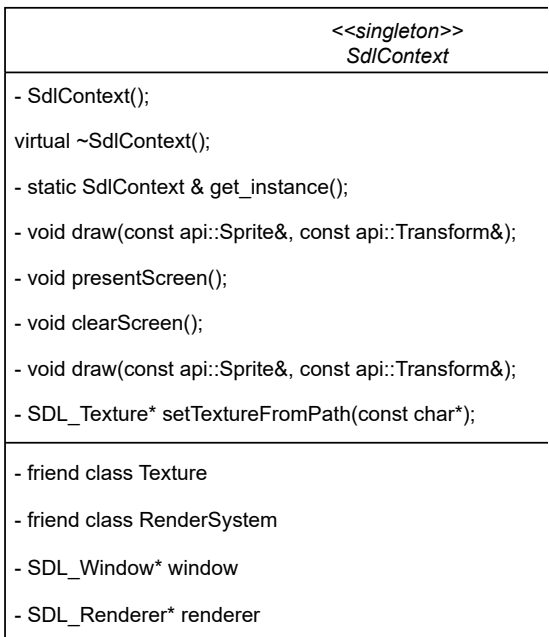 <<singleton>>
SdlContext
- SdlContext();
virtual ~SdlContext();
- static SdlContext & get_instance();
- void draw(const api::Sprite&, const api::Transform&);
- void presentScreen();
- void clearScreen();
- void draw(const api::Sprite&, const api::Transform&);
- SDL_Texture* setTextureFromPath(const char*);
- friend class Texture
- friend class RenderSystem
- SDL_Window* window
- SDL_Renderer* renderer